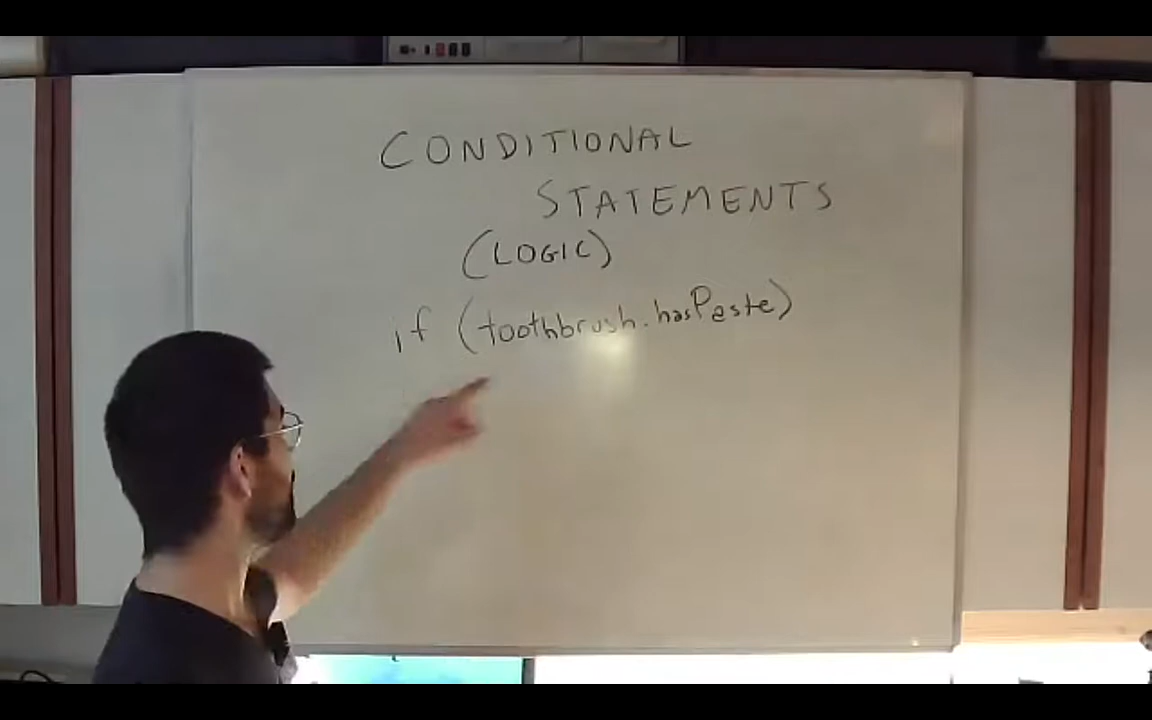 CONDITIONAL
STATEMENTS
(LOGIC)
if (toothbrush.hasPaste)